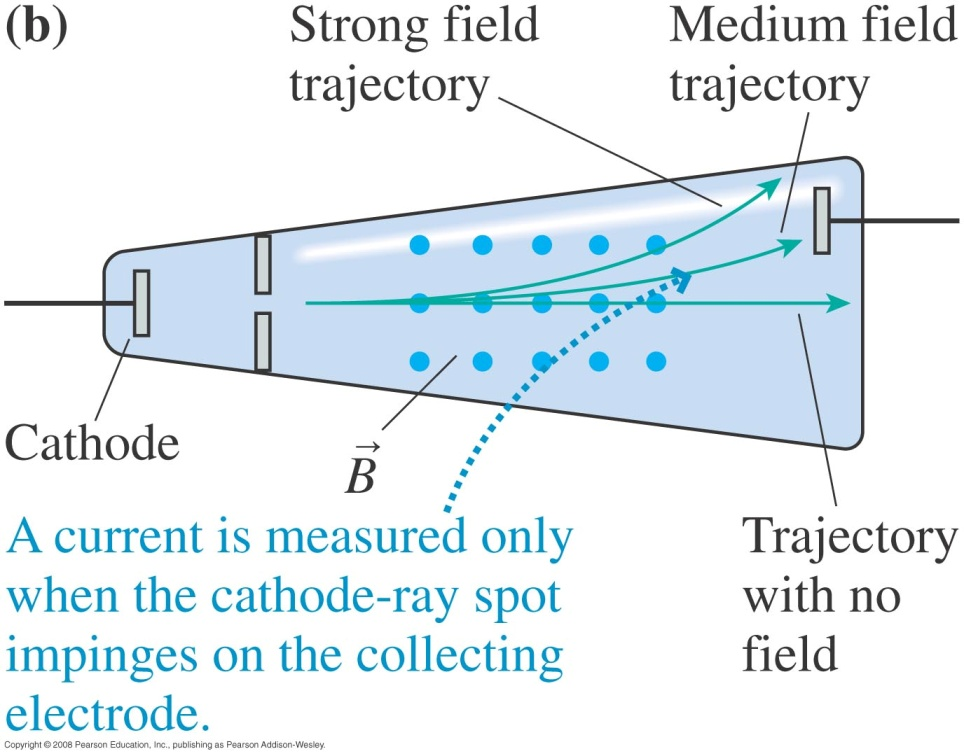 (b)
Strong field
trajectory
Medium field
trajectory
Cathode
B⃗
A current is measured only
when the cathode-ray spot
impinges on the collecting
electrode.
Trajectory
with no
field
Copyright © 2008 Pearson Education, Inc., publishing as Pearson Addison-Wesley.